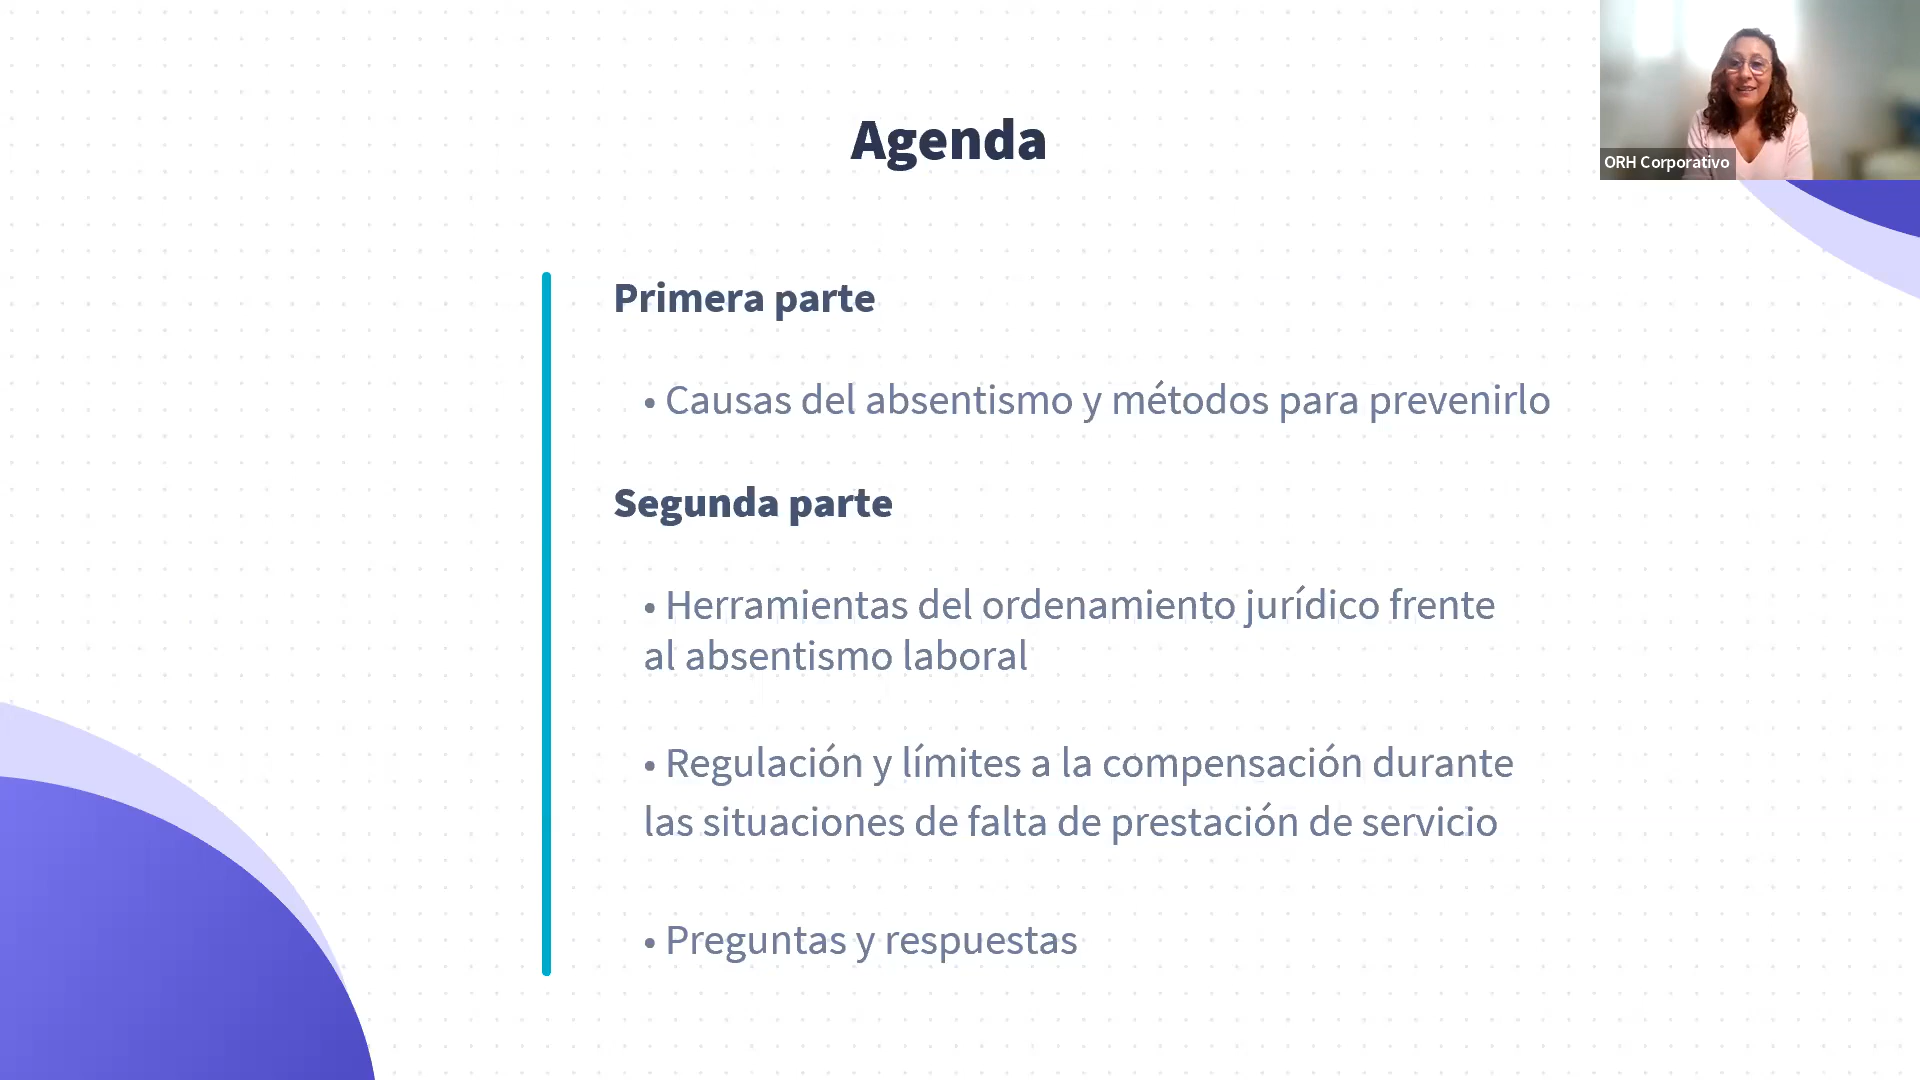 Agenda
ORH Corporativo
Primera parte
• Causas del absentismo y métodos para prevenirlo
Segunda parte
• Herramientas del ordenamiento jurídico frente
al absentismo laboral
• Regulación y límites a la compensación durante
las situaciones de falta de prestación de servicio
• Preguntas y respuestas